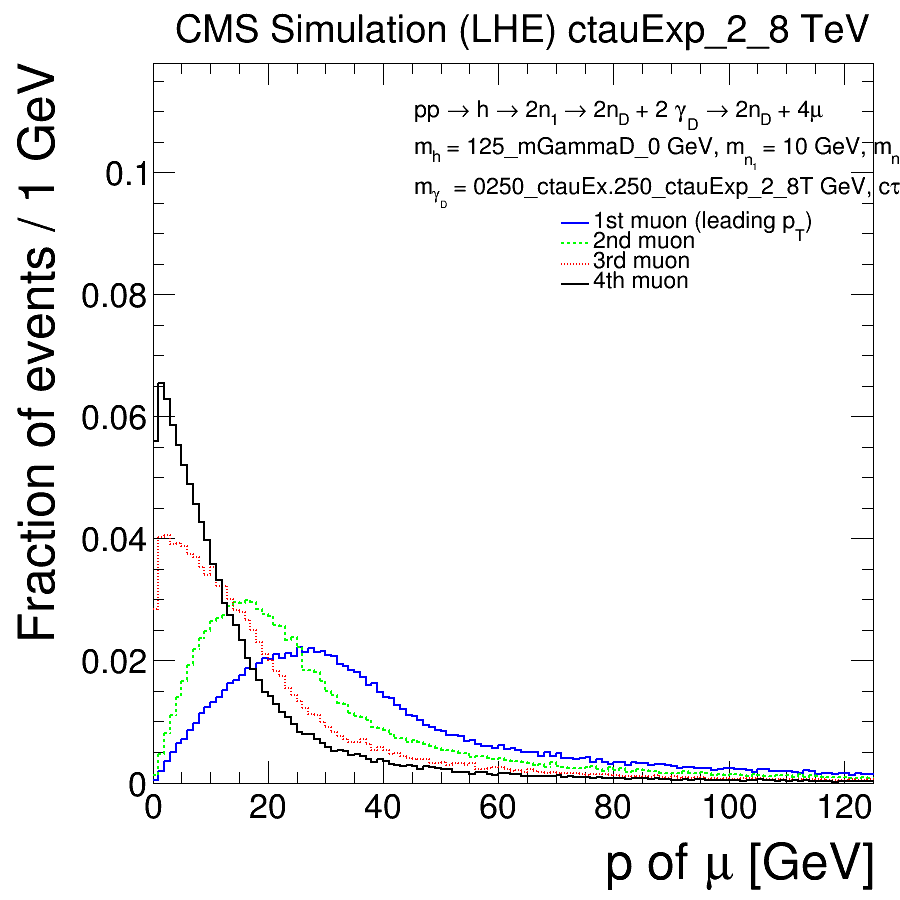 CMS Simulation (LHE) ctauExp_2_8 TeV
Fraction of events / 1 GeV
pp → h → 2n1 → 2nD + 2 γD → 2nD + 4μ
mh = 125_mGammaD_0 GeV, mn1 = 10 GeV, mn
mγD = 0250_ctauEx.250_ctauExp_2_8T GeV, cτ
1st muon (leading pT)
2nd muon
3rd muon
4th muon
0.1
0.08
0.06
0.04
0.02
0
0 20 40 60 80 100 120
p of μ [GeV]